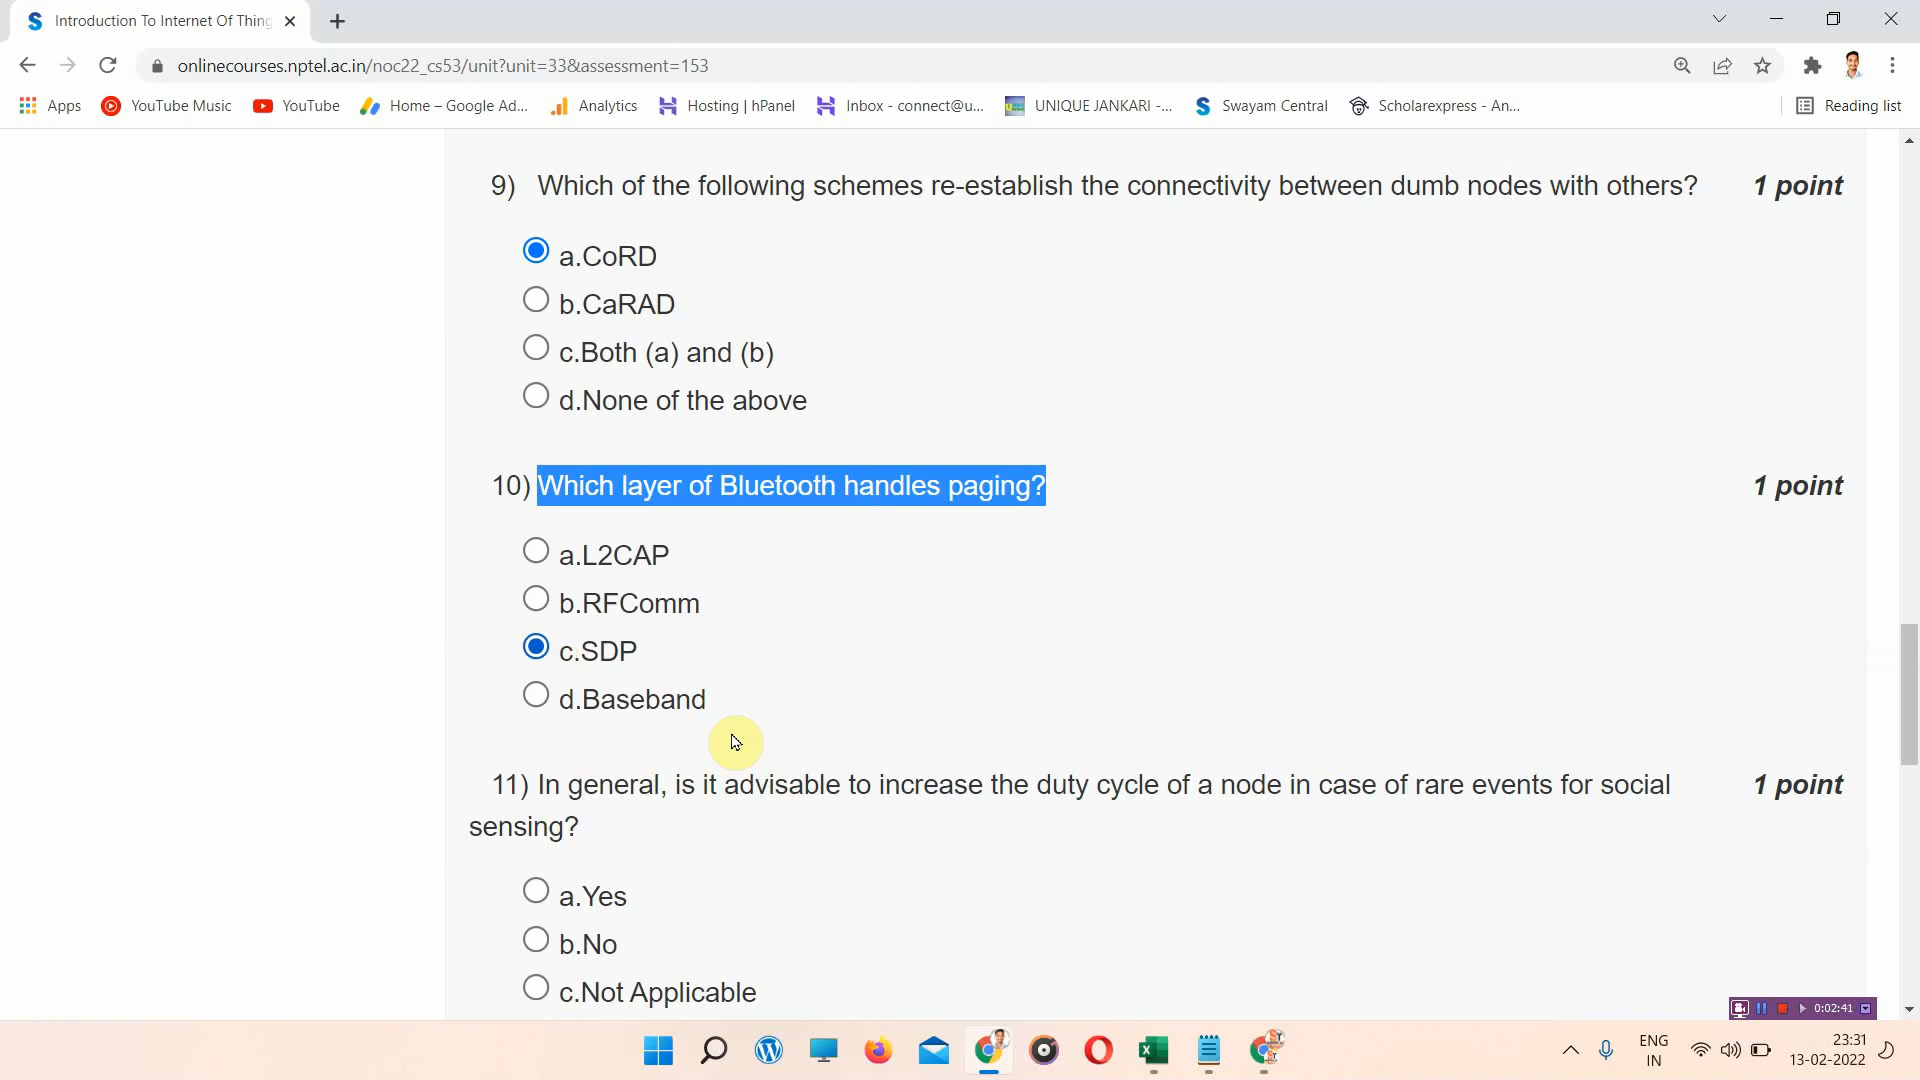 Introduction To Internet Of Thing
onlinecourses.nptel.ac.in/noc22_cs53/unit?unit=33&assessment=153
Apps YouTube Music YouTube Home – Google Ad... Analytics Hosting | hPanel Inbox - connect@u... UNIQUE JANKARI -... Swayam Central Scholarexpress - An... Reading list
9) Which of the following schemes re-establish the connectivity between dumb nodes with others? 1 point
a.CoRD
b.CaRAD
c.Both (a) and (b)
d.None of the above
10) Which layer of Bluetooth handles paging? 1 point
a.L2CAP
b.RFComm
c.SDP
d.Baseband
11) In general, is it advisable to increase the duty cycle of a node in case of rare events for social 1 point
sensing?
a.Yes
b.No
c.Not Applicable
0:02:41
ENG 23:31
IN 13-02-2022